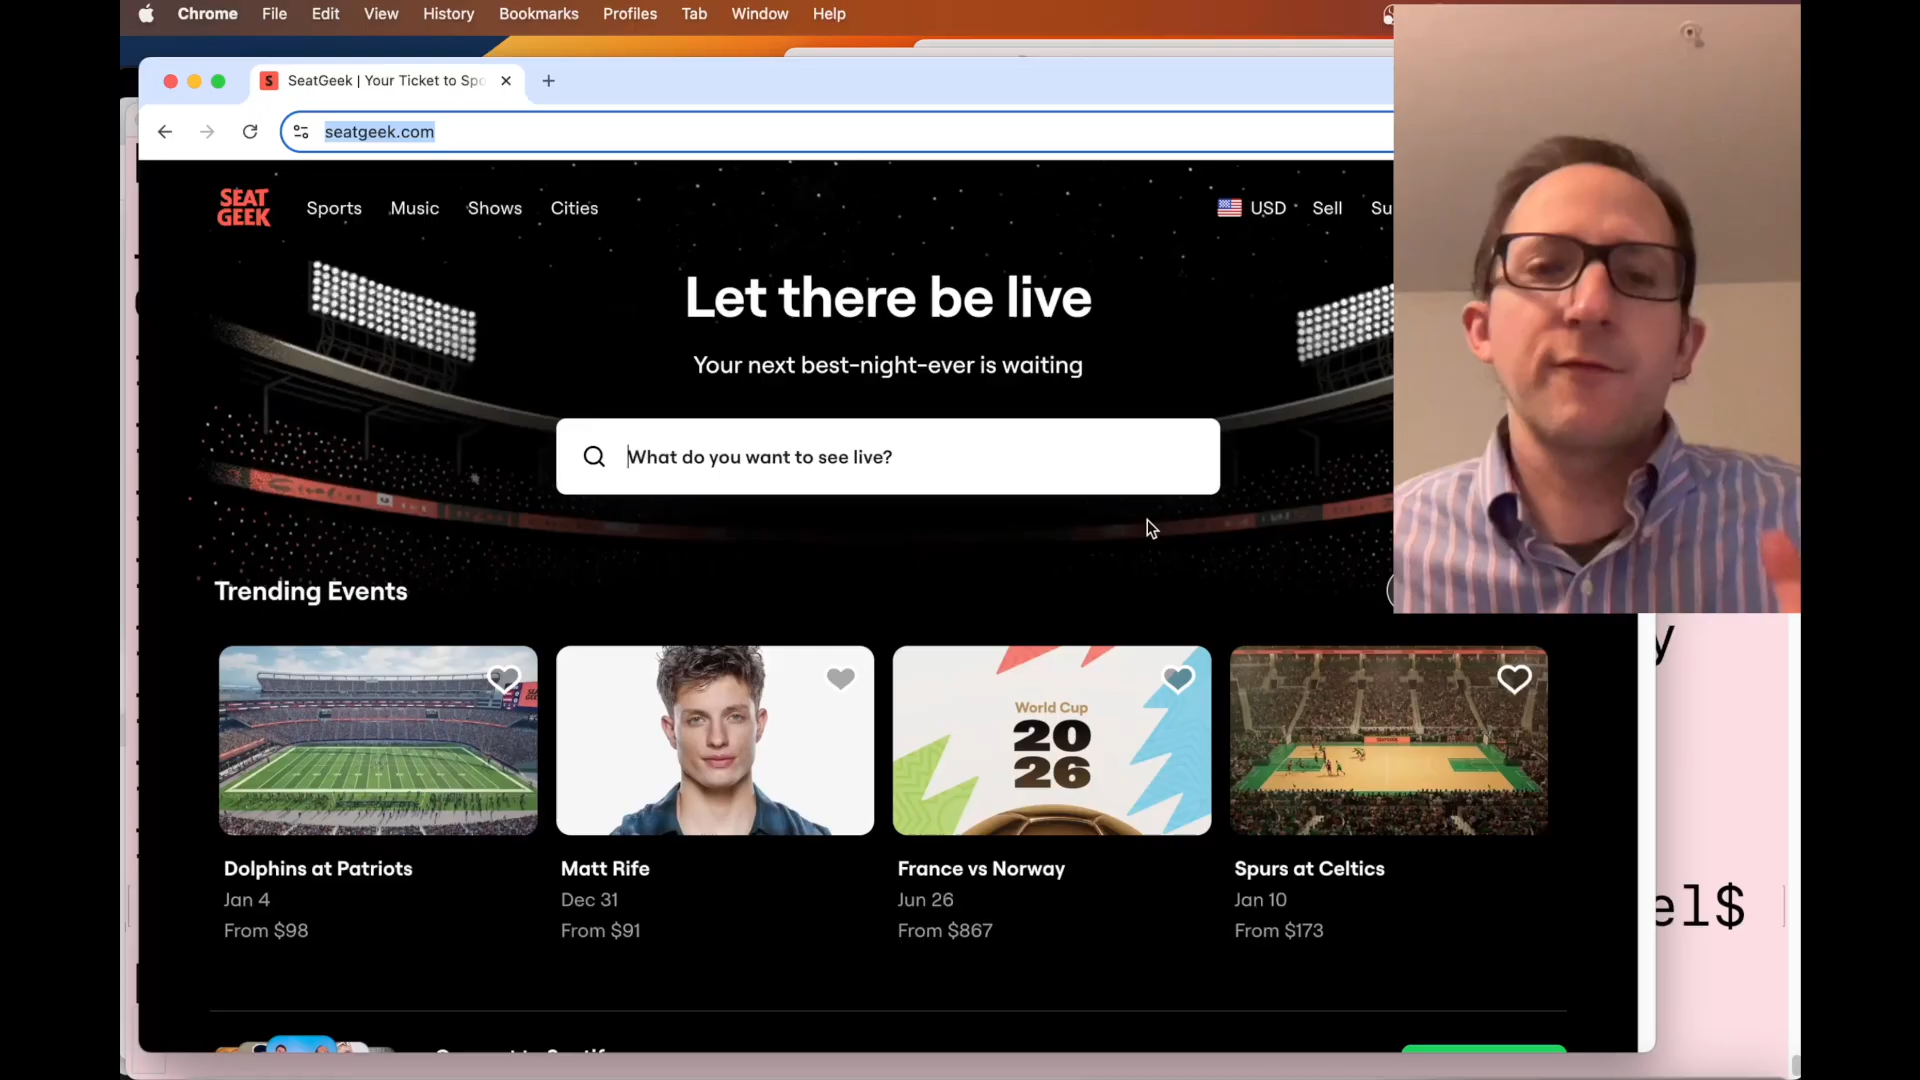 Chrome File Edit View History Bookmarks Profiles Tab Window Help
S SeatGeek | Your Ticket to Spo
seatgeek.com
SEAT
GEEK
Sports Music Shows Cities
USD Sell Su
Let there be live
Your next best-night-ever is waiting
What do you want to see live?
Trending Events
World Cup
20
26
Dolphins at Patriots
Jan 4
From $98
Matt Rife
Dec 31
From $91
France vs Norway
Jun 26
From $867
Spurs at Celtics
Jan 10
From $173
y
el$